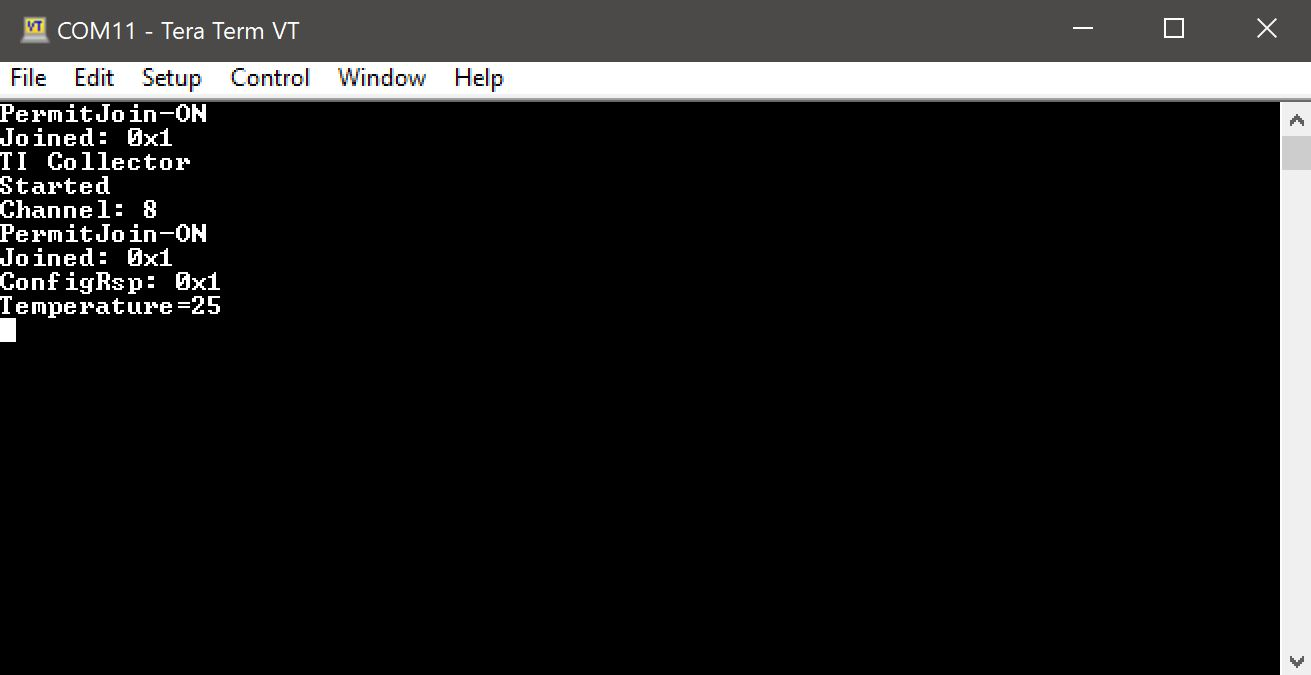 VT COM11 - Tera Term VT
File Edit Setup Control Window Help
PermitJoin-ON
Joined: 0x1
TI Collector
Started
Channel: 8
PermitJoin-ON
Joined: 0x1
ConfigRsp: 0x1
Temperature=25